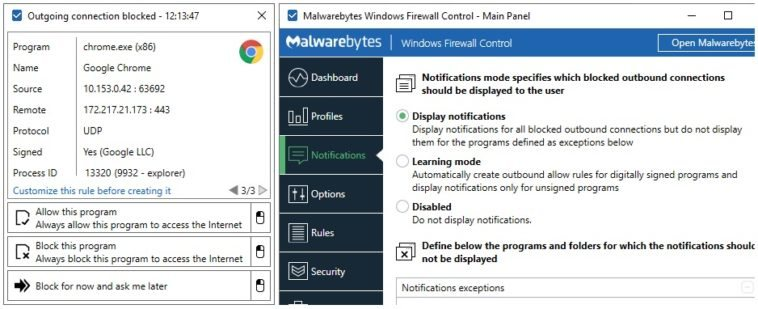 Outgoing connection blocked - 12:13:47
Program chrome.exe (x86)
Name Google Chrome
Source 10.153.0.42 : 63692
Remote 172.217.21.173 : 443
Protocol UDP
Signed Yes (Google LLC)
Process ID 13320 (9932 - explorer)
Customize this rule before creating it 3/3
Allow this program
Always allow this program to access the Internet
Block this program
Always block this program to access the Internet
Block for now and ask me later
Malwarebytes Windows Firewall Control - Main Panel
Malwarebytes Windows Firewall Control Open Malwarebytes
Dashboard
Profiles
Notifications
Options
Rules
Security
Notifications mode specifies which blocked outbound connections
should be displayed to the user
Display notifications
Display notifications for all blocked outbound connections but do not display
them for the programs defined as exceptions below
Learning mode
Automatically create outbound allow rules for digitally signed programs and
display notifications only for unsigned programs
Disabled
Do not display notifications.
Define below the programs and folders for which the notifications should
not be displayed
Notifications exceptions